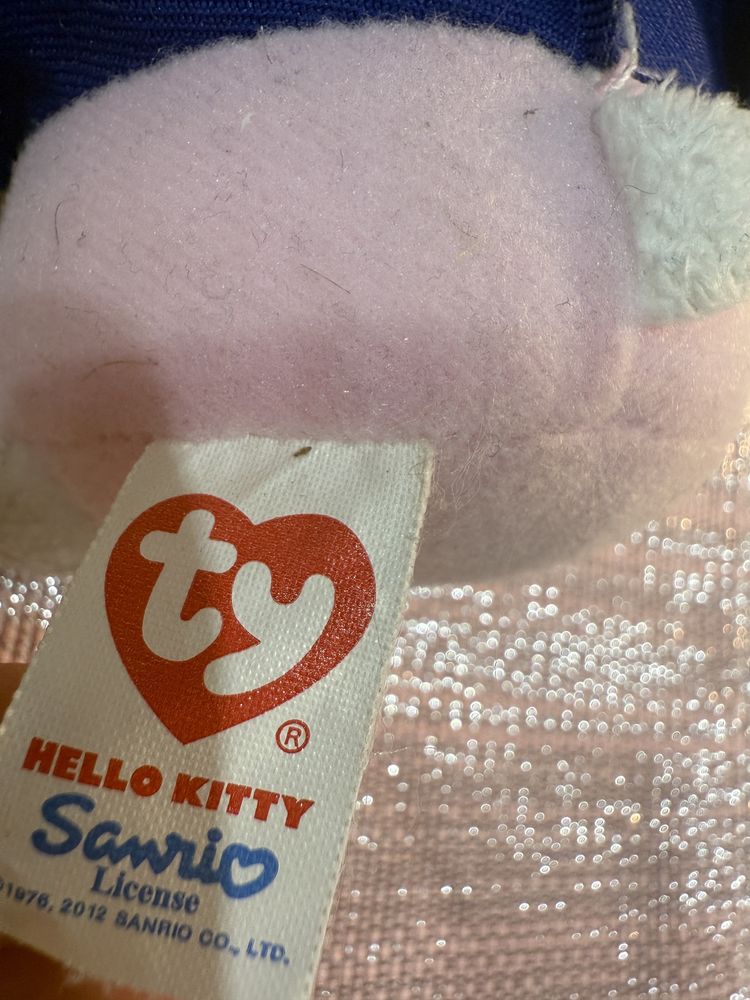 ty
®
HELLO KITTY
Sanrio
License
©1976, 2012 SANRIO CO., LTD.